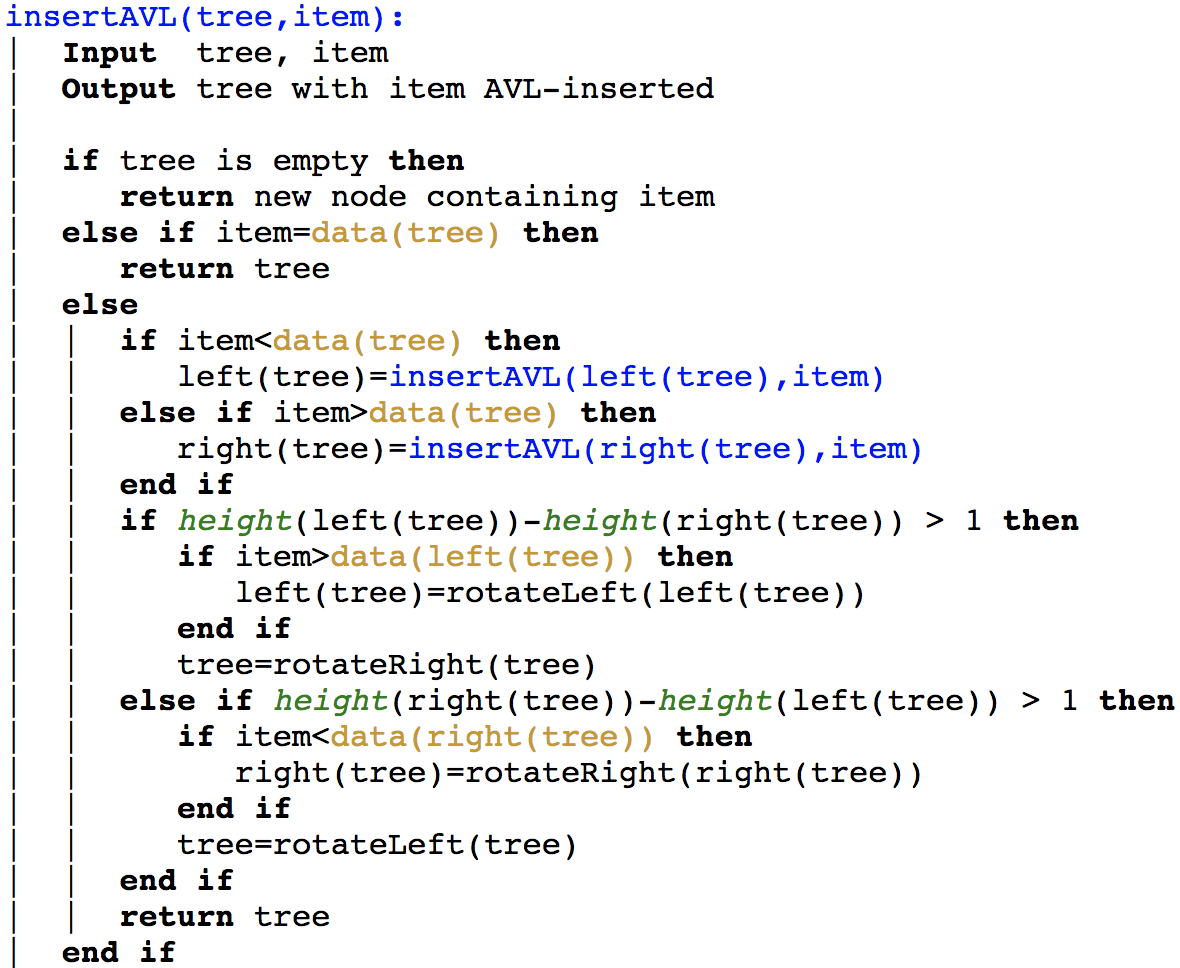 insertAVL(tree,item):
|  Input  tree, item
|  Output tree with item AVL-inserted
|
|  if tree is empty then
|     return new node containing item
|  else if item=data(tree) then
|     return tree
|  else
|  |  if item<data(tree) then
|  |     left(tree)=insertAVL(left(tree),item)
|  |  else if item>data(tree) then
|  |     right(tree)=insertAVL(right(tree),item)
|  |  end if
|  |  if height(left(tree))-height(right(tree)) > 1 then
|  |     if item>data(left(tree)) then
|  |        left(tree)=rotateLeft(left(tree))
|  |     end if
|  |     tree=rotateRight(tree)
|  |  else if height(right(tree))-height(left(tree)) > 1 then
|  |     if item<data(right(tree)) then
|  |        right(tree)=rotateRight(right(tree))
|  |     end if
|  |     tree=rotateLeft(tree)
|  |  end if
|  |  return tree
|  end if